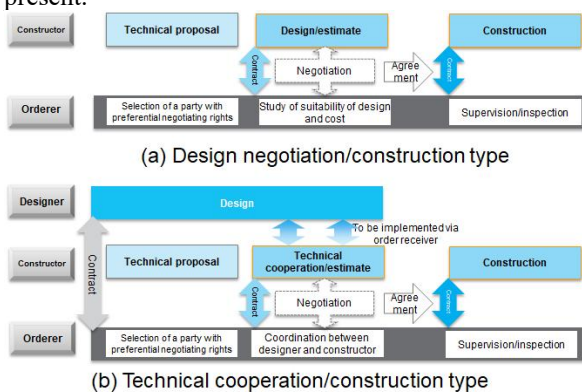 present.
Constructor
Technical proposal
Design/estimate
Construction
Contract
Negotiation
Agree
ment
Contract
Orderer
Selection of a party with
preferential negotiating rights
Study of suitability of design
and cost
Supervision/inspection
(a) Design negotiation/construction type
Designer
Design
Contract
To be implemented via
order receiver
Constructor
Technical proposal
Technical
cooperation/estimate
Construction
Contract
Negotiation
Agree
ment
Contract
Orderer
Selection of a party with
preferential negotiating rights
Coordination between
designer and constructor
Supervision/inspection
(b) Technical cooperation/construction type